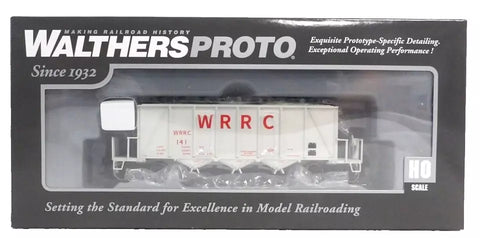 MAKING RAILROAD HISTORY
WALTHERSPROTO®
Since 1932
Exquisite Prototype-Specific Detailing.
Exceptional Operating Performance!
WRRC
WRRC
141
HO
SCALE
Setting the Standard for Excellence in Model Railroading